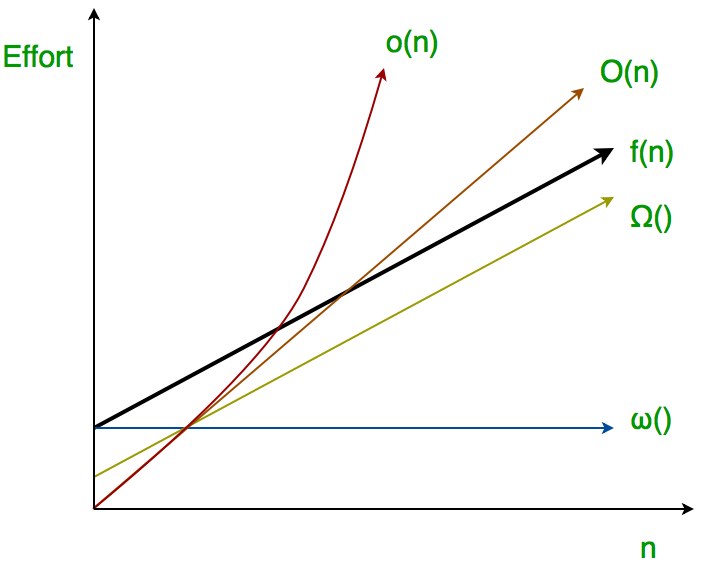 o(n)
Effort
O(n)
f(n)
Ω()
ω()
n